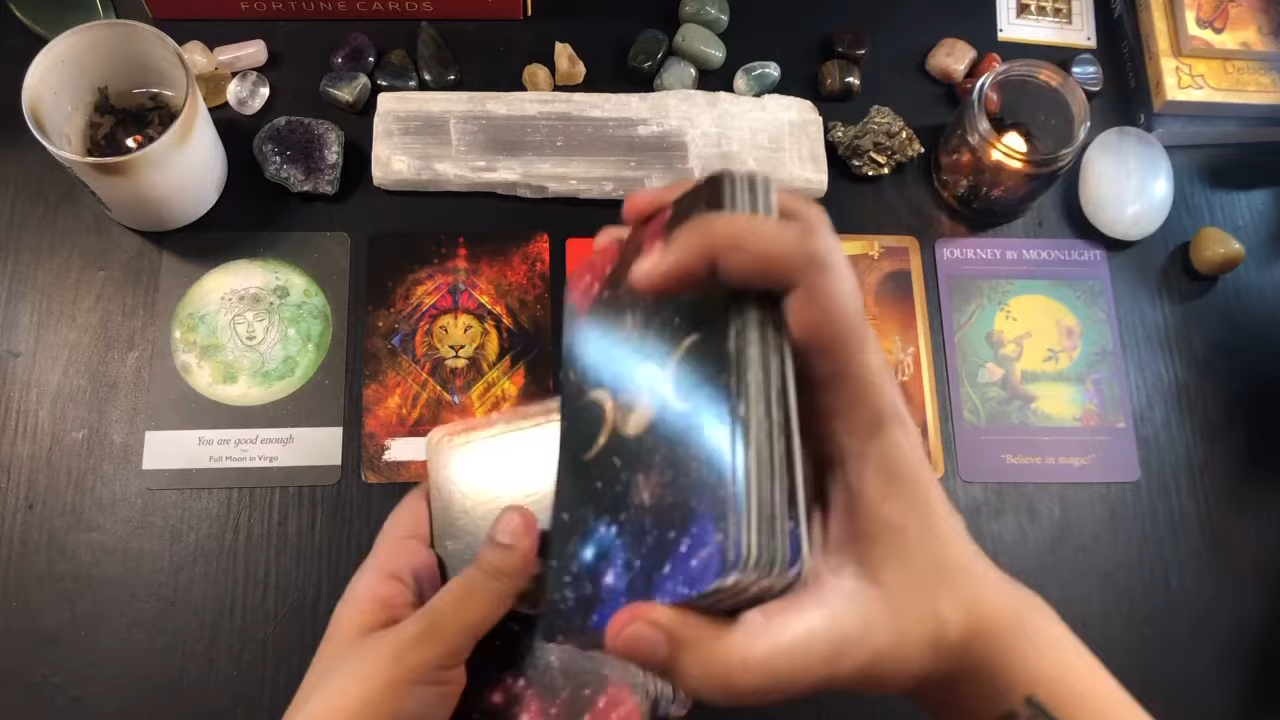 FORTUNE CARDS
JOURNEY BY MOONLIGHT
You are good enough
Full Moon in Virgo
"Believe in magic!"